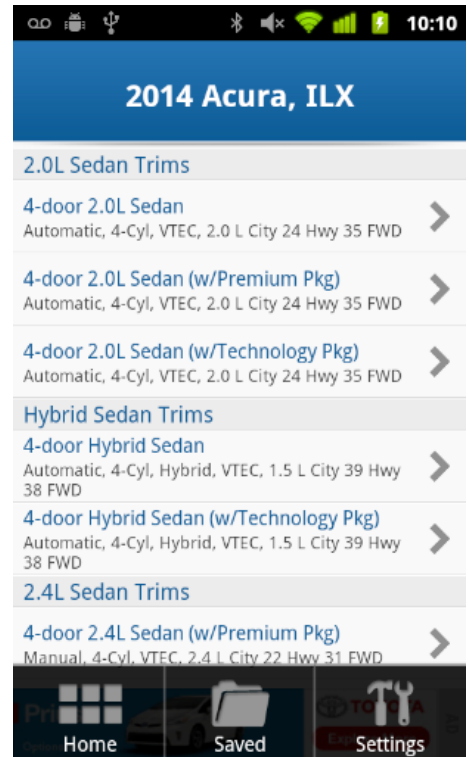 10:10
2014 Acura, ILX
2.0L Sedan Trims
4-door 2.0L Sedan
Automatic, 4-Cyl, VTEC, 2.0 L City 24 Hwy 35 FWD
4-door 2.0L Sedan (w/Premium Pkg)
Automatic, 4-Cyl, VTEC, 2.0 L City 24 Hwy 35 FWD
4-door 2.0L Sedan (w/Technology Pkg)
Automatic, 4-Cyl, VTEC, 2.0 L City 24 Hwy 35 FWD
Hybrid Sedan Trims
4-door Hybrid Sedan
Automatic, 4-Cyl, Hybrid, VTEC, 1.5 L City 39 Hwy
38 FWD
4-door Hybrid Sedan (w/Technology Pkg)
Automatic, 4-Cyl, Hybrid, VTEC, 1.5 L City 39 Hwy
38 FWD
2.4L Sedan Trims
4-door 2.4L Sedan (w/Premium Pkg)
Manual, 4-Cyl, VTEC, 2.4 L City 22 Hwy 31 FWD
Home Saved Settings